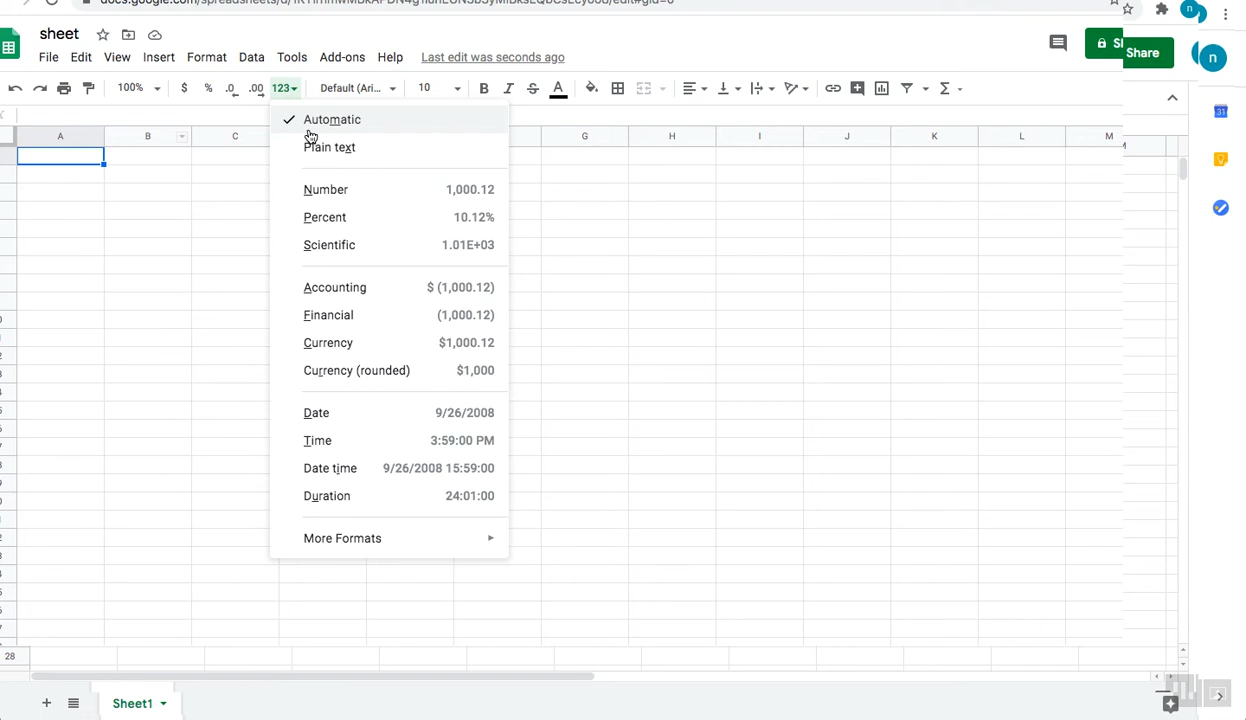 sheet
File Edit View Insert Format Data Tools Add-ons Help Last edit was seconds ago
Share
n
n
100% $ % .0 .00 123 Default (Ari... 10 B I A
A B C G H I J K L M
Automatic
Plain text
Number 1,000.12
Percent 10.12%
Scientific 1.01E+03
Accounting $ (1,000.12)
Financial (1,000.12)
Currency $1,000.12
Currency (rounded) $1,000
Date 9/26/2008
Time 3:59:00 PM
Date time 9/26/2008 15:59:00
Duration 24:01:00
More Formats
28
Sheet1
31